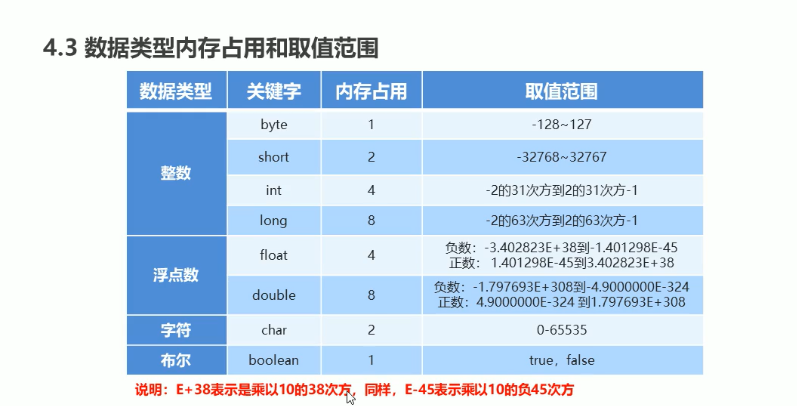 4.3 数据类型内存占用和取值范围
数据类型 关键字 内存占用 取值范围
整数
byte 1 -128~127
short 2 -32768~32767
int 4 -2的31次方到2的31次方-1
long 8 -2的63次方到2的63次方-1
浮点数
float 4 负数：-3.402823E+38到-1.401298E-45
正数： 1.401298E-45到3.402823E+38
double 8 负数：-1.797693E+308到-4.9000000E-324
正数：4.9000000E-324 到1.797693E+308
字符 char 2 0-65535
布尔 boolean 1 true，false
说明：E+38表示是乘以10的38次方，同样，E-45表示乘以10的负45次方